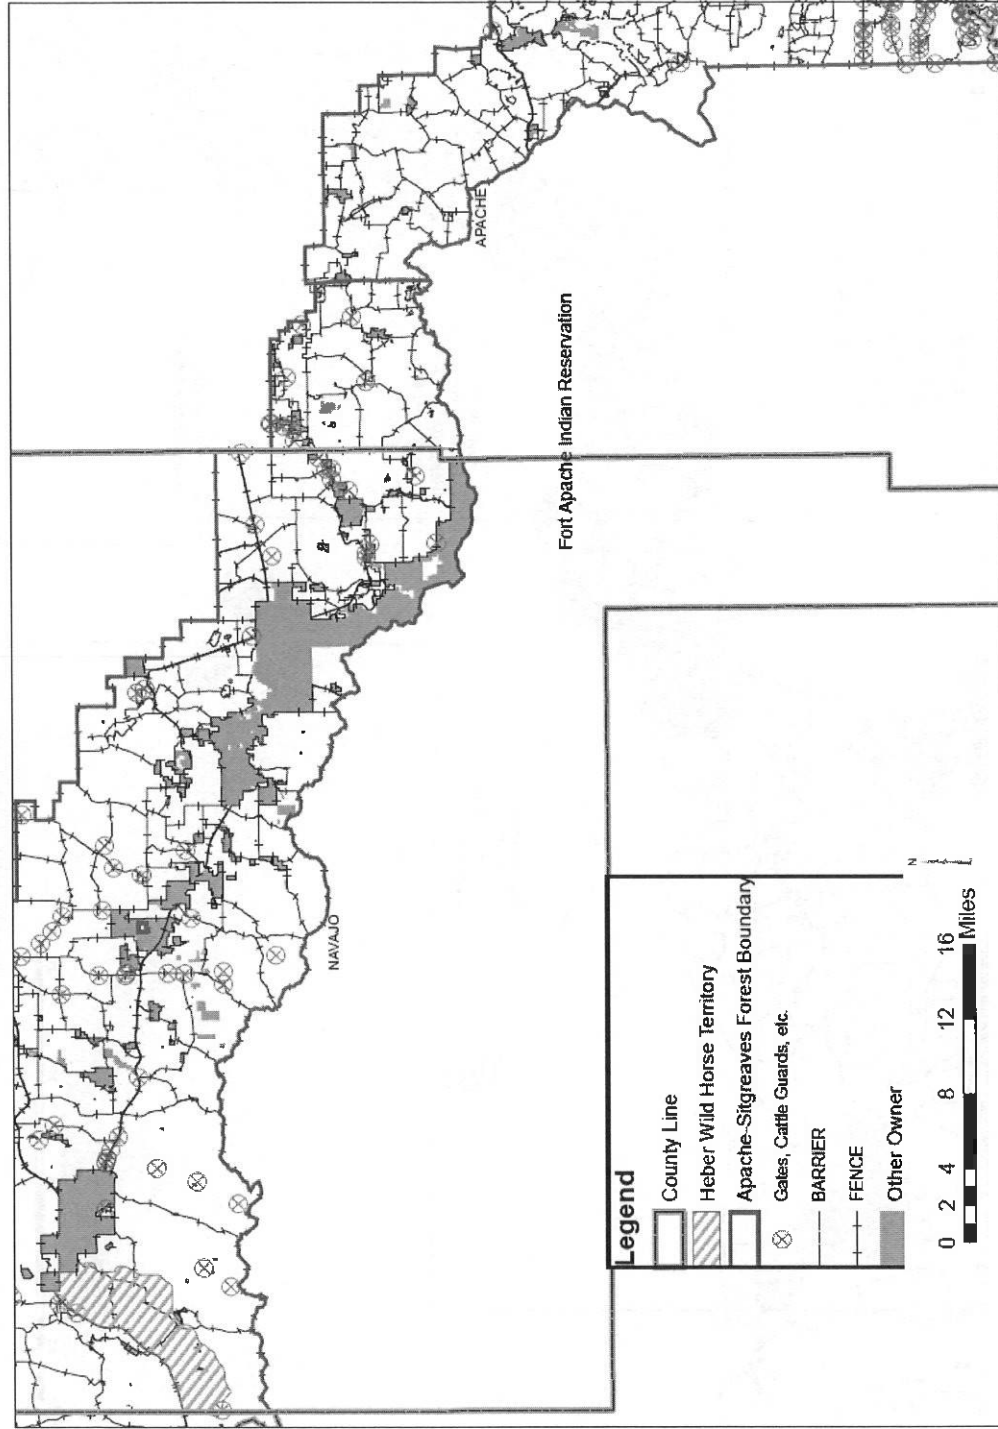 APACHE
Fort Apache Indian Reservation
NAVAJO
Legend
County Line
Heber Wild Horse Territory
Apache-Sitgreaves Forest Boundary
Gates, Cattle Guards, etc.
BARRIER
FENCE
Other Owner
N
0 2 4 8 12 16
Miles